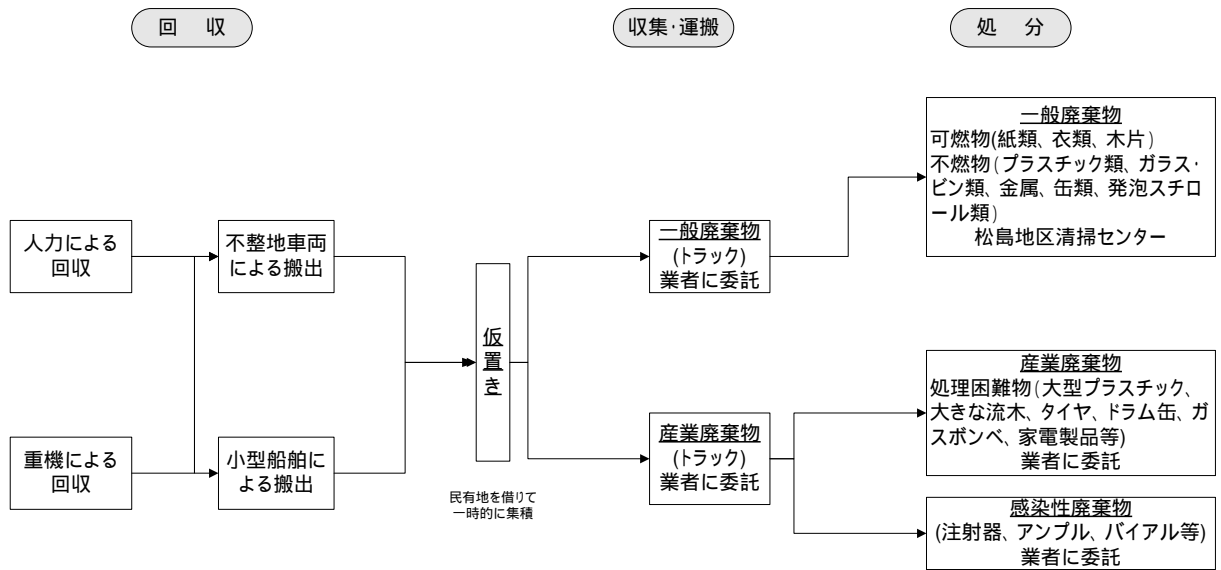 回 収
収集・運搬
処 分
人力による
回収
重機による
回収
不整地車両
による搬出
小型船舶に
よる搬出
仮
置
き
民有地を借りて
一時的に集積
一般廃棄物
(トラック)
業者に委託
産業廃棄物
(トラック)
業者に委託
一般廃棄物
可燃物(紙類、衣類、木片)
不燃物(プラスチック類、ガラス・
ビン類、金属、缶類、発泡スチロ
ール類)
松島地区清掃センター
産業廃棄物
処理困難物(大型プラスチック、
大きな流木、タイヤ、ドラム缶、ガ
スボンベ、家電製品等)
業者に委託
感染性廃棄物
(注射器、アンプル、バイアル等)
業者に委託